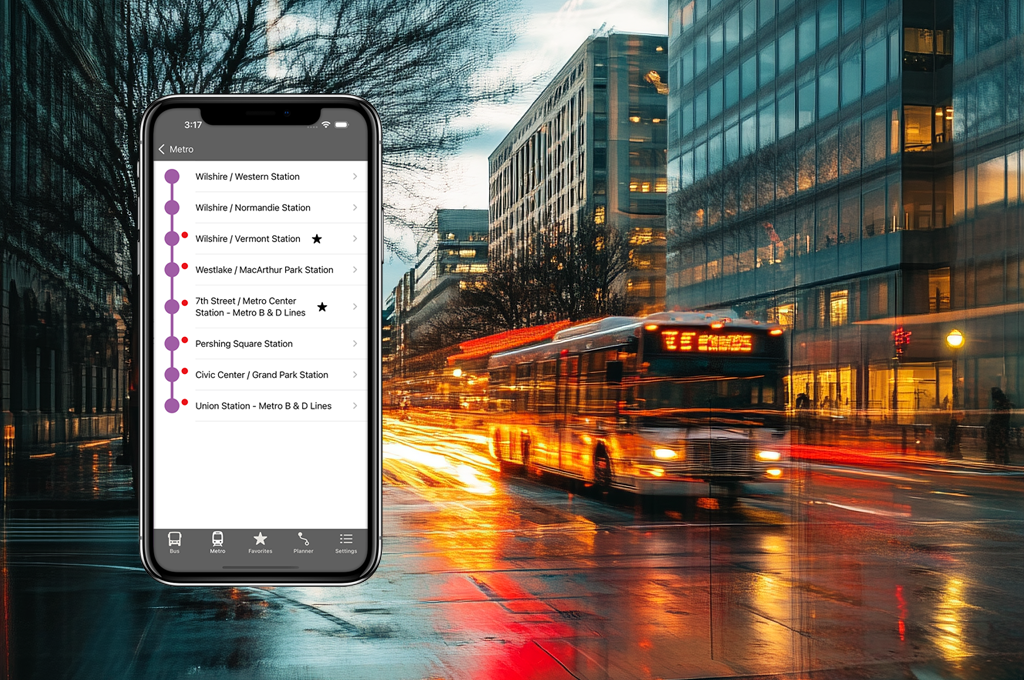 3:17
Metro
Wilshire / Western Station
Wilshire / Normandie Station
Wilshire / Vermont Station
Westlake / MacArthur Park Station
7th Street / Metro Center
Station - Metro B & D Lines
Pershing Square Station
Civic Center / Grand Park Station
Union Station - Metro B & D Lines
Bus
Metro
Favorites
Planner
Settings